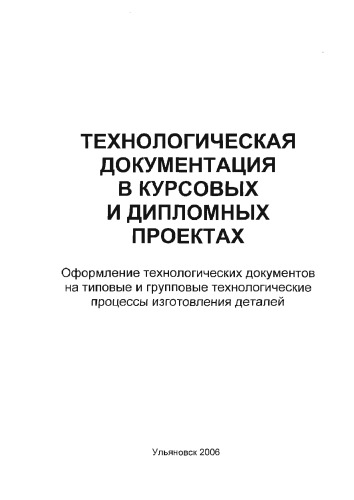 ТЕХНОЛОГИЧЕСКАЯ
ДОКУМЕНТАЦИЯ
В КУРСОВЫХ
И ДИПЛОМНЫХ
ПРОЕКТАХ
Оформление технологических документов
на типовые и групповые технологические
процессы изготовления деталей
Ульяновск 2006